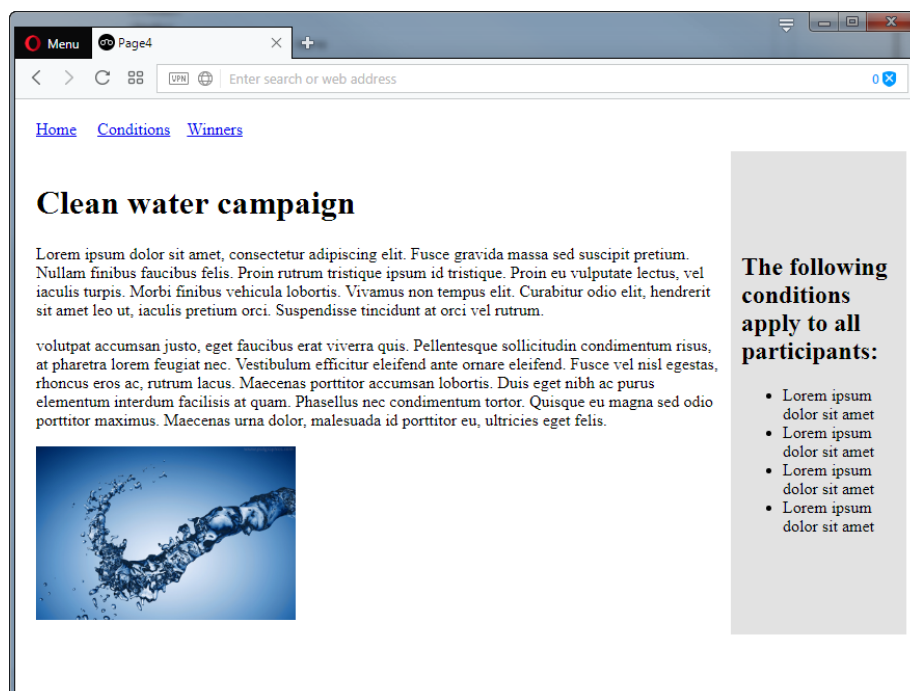 Menu
Page4
VPN
Enter search or web address
0
Home Conditions Winners
Clean water campaign
Lorem ipsum dolor sit amet, consectetur adipiscing elit. Fusce gravida massa sed suscipit pretium.
Nullam finibus faucibus felis. Proin rutrum tristique ipsum id tristique. Proin eu vulputate lectus, vel
iaculis turpis. Morbi finibus vehicula lobortis. Vivamus non tempus elit. Curabitur odio elit, hendrerit
sit amet leo ut, iaculis pretium orci. Suspendisse tincidunt at orci vel rutrum.
volutpat accumsan justo, eget faucibus erat viverra quis. Pellentesque sollicitudin condimentum risus,
at pharetra lorem feugiat nec. Vestibulum efficitur eleifend ante ornare eleifend. Fusce vel nisl egestas,
rhoncus eros ac, rutrum lacus. Maecenas porttitor accumsan lobortis. Duis eget nibh ac purus
elementum interdum facilisis at quam. Phasellus nec condimentum tortor. Quisque eu magna sed odio
porttitor maximus. Maecenas urna dolor, malesuada id porttitor eu, ultricies eget felis.
The following
conditions
apply to all
participants:
Lorem ipsum
dolor sit amet
Lorem ipsum
dolor sit amet
Lorem ipsum
dolor sit amet
Lorem ipsum
dolor sit amet